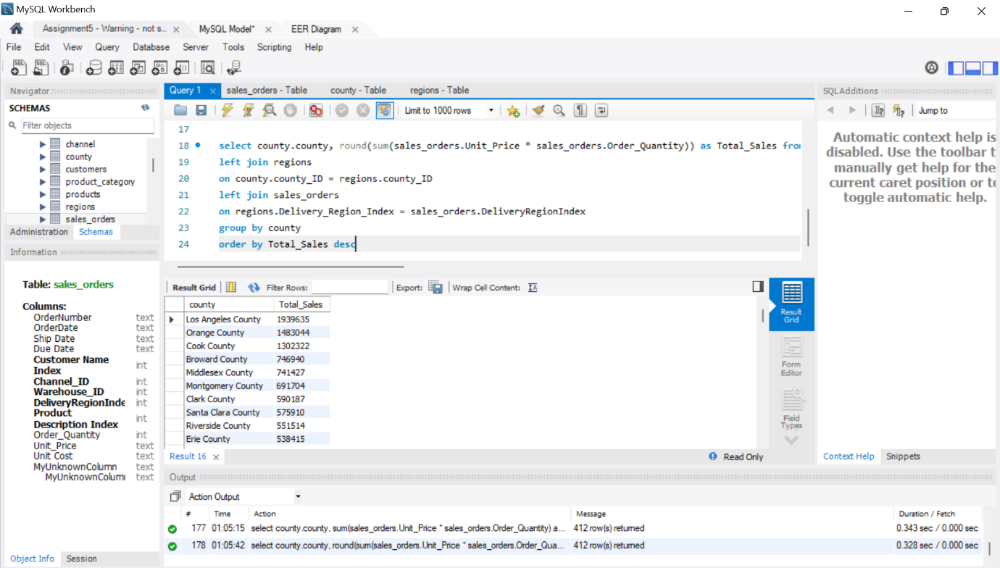 MySQL Workbench
Assignment5 - Warning - not s...
MySQL Model*
EER Diagram
File Edit View Query Database Server Tools Scripting Help
Navigator
SCHEMAS
Filter objects
channel
county
customers
product_category
products
regions
sales_orders
Administration Schemas
Information
Table: sales_orders
Columns:
OrderNumber text
OrderDate text
Ship Date text
Due Date text
Customer Name
Index int
Channel_ID int
Warehouse_ID int
DeliveryRegionInde int
Product
Description Index int
Order_Quantity int
Unit_Price text
Unit Cost text
MyUnknownColumn text
MyUnknownColum text
Object Info Session
Query 1 sales_orders - Table county - Table regions - Table
Limit to 1000 rows
17
18 select county.county, round(sum(sales_orders.Unit_Price * sales_orders.Order_Quantity)) as Total_Sales from
19 left join regions
20 on county.county_ID = regions.county_ID
21 left join sales_orders
22 on regions.Delivery_Region_Index = sales_orders.DeliveryRegionIndex
23 group by county
24 order by Total_Sales desc
Result Grid Filter Rows: Export: Wrap Cell Content:
county Total_Sales
Los Angeles County 1939635
Orange County 1483044
Cook County 1302322
Broward County 746940
Middlesex County 741427
Montgomery County 691704
Clark County 590187
Santa Clara County 575910
Riverside County 551514
Erie County 538415
Result
Grid
Form
Editor
Field
Types
Result 16 Read Only
Output
Action Output
# Time Action Message Duration / Fetch
177 01:05:15 select county.county, sum(sales_orders.Unit_Price * sales_orders.Order_Quantity) a... 412 row(s) returned 0.343 sec / 0.000 sec
178 01:05:42 select county.county, round(sum(sales_orders.Unit_Price * sales_orders.Order_Qua... 412 row(s) returned 0.328 sec / 0.000 sec
SQLAdditions
Jump to
Automatic context help is
disabled. Use the toolbar t
manually get help for the
current caret position or to
toggle automatic help.
Context Help Snippets